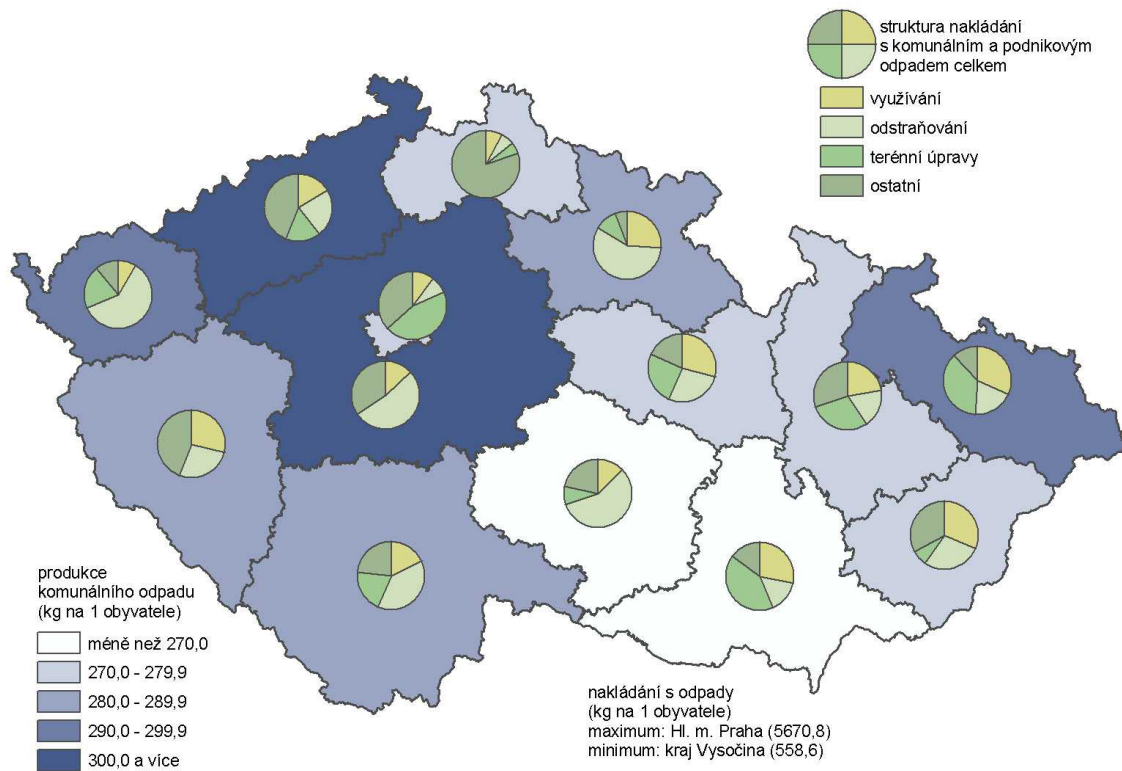 struktura nakládání
s komunálním a podnikovým
odpadem celkem
využívání
odstraňování
terénní úpravy
ostatní
produkce
komunálního odpadu
(kg na 1 obyvatele)
méně než 270,0
270,0 - 279,9
280,0 - 289,9
290,0 - 299,9
300,0 a více
nakládání s odpady
(kg na 1 obyvatele)
maximum: Hl. m. Praha (5670,8)
minimum: kraj Vysočina (558,6)